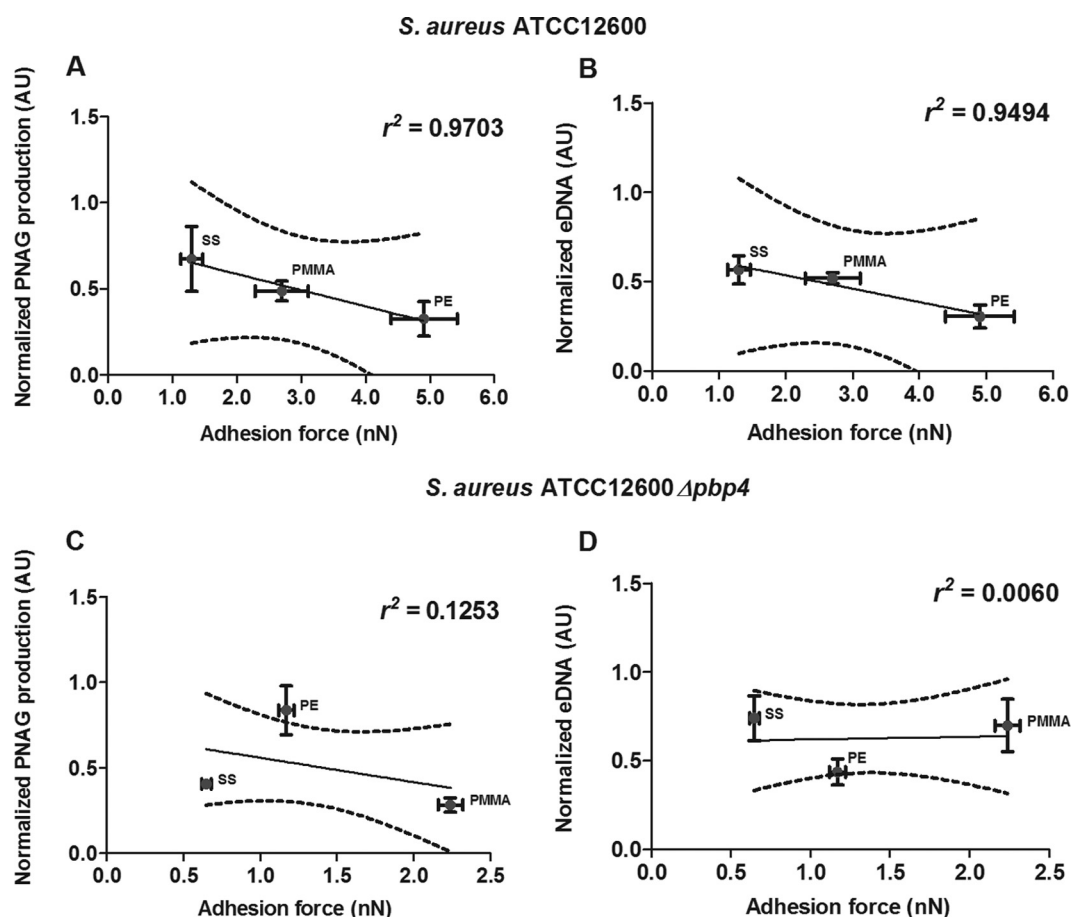 S. aureus ATCC12600
A
r² = 0.9703
Normalized PNAG production (AU)
1.5
1.0
0.5
0.0
SS
PMMA
PE
0.0 1.0 2.0 3.0 4.0 5.0 6.0
Adhesion force (nN)
B
r² = 0.9494
Normalized eDNA (AU)
1.5
1.0
0.5
0.0
SS
PMMA
PE
0.0 1.0 2.0 3.0 4.0 5.0 6.0
Adhesion force (nN)
S. aureus ATCC12600Δpbp4
C
r² = 0.1253
Normalized PNAG production (AU)
1.5
1.0
0.5
0.0
PE
SS
PMMA
0.0 0.5 1.0 1.5 2.0 2.5
Adhesion force (nN)
D
r² = 0.0060
Normalized eDNA (AU)
1.5
1.0
0.5
0.0
SS
PMMA
PE
0.0 0.5 1.0 1.5 2.0 2.5
Adhesion force (nN)